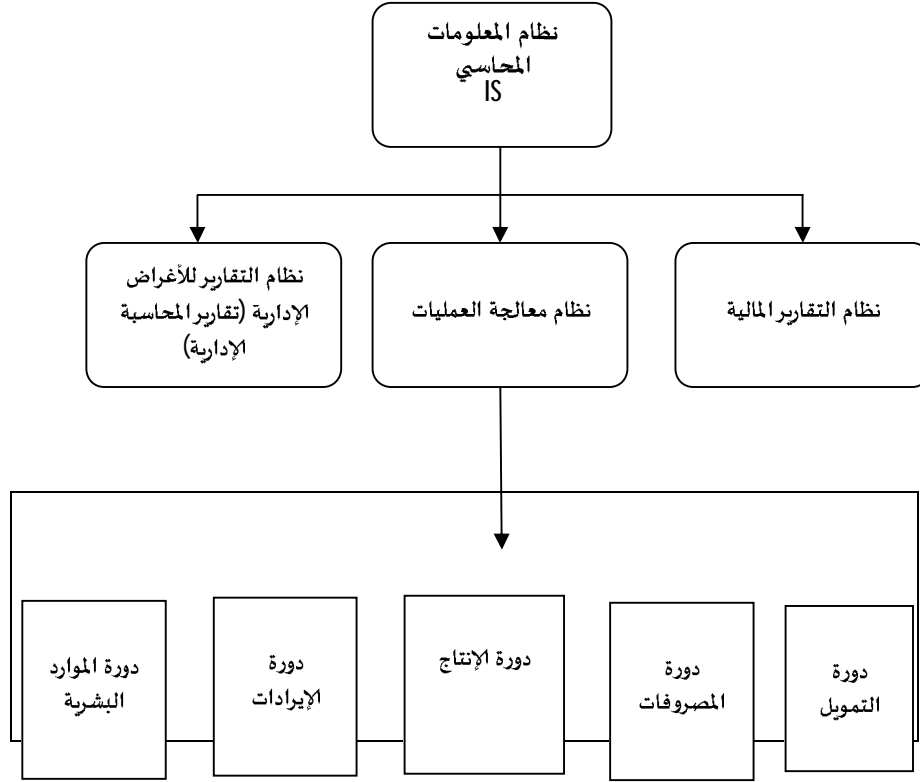 نظام المعلومات
المحاسبي
IS
نظام التقارير المالية
نظام معالجة العمليات
نظام التقارير للأغراض
الإدارية (تقارير المحاسبة
الإدارية)
دورة
التمويل
دورة
المصروفات
دورة الإنتاج
دورة
الإيرادات
دورة الموارد
البشرية